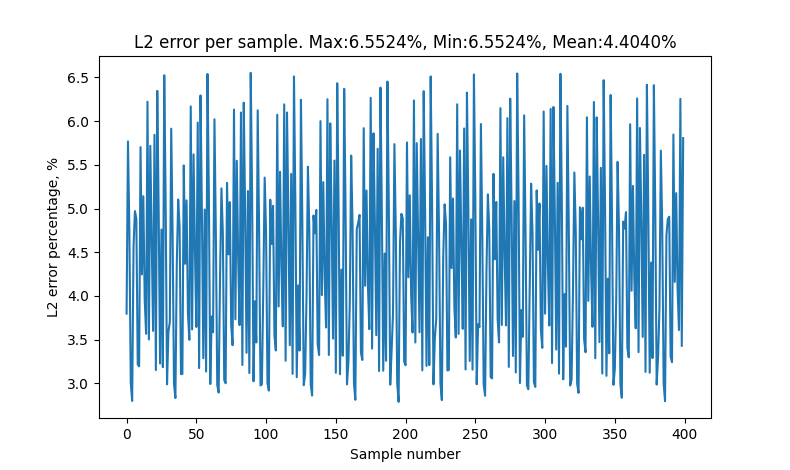 L2 error per sample. Max:6.5524%, Min:6.5524%, Mean:4.4040%
6.5
6.0
5.5
5.0
4.5
4.0
3.5
3.0
L2 error percentage, %
0 50 100 150 200 250 300 350 400
Sample number